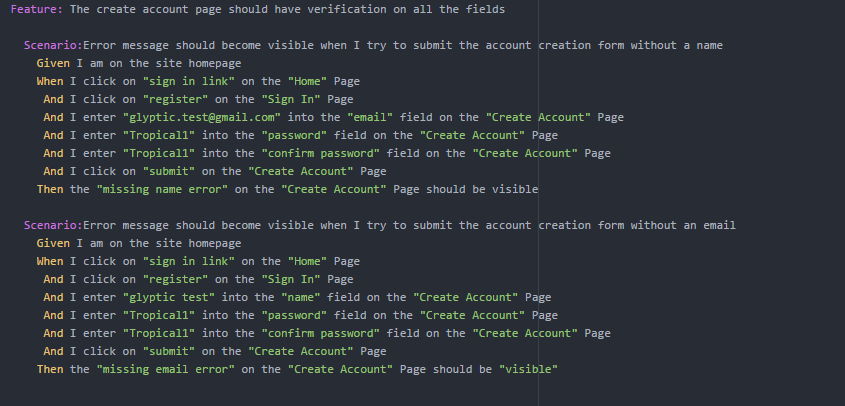 Feature: The create account page should have verification on all the fields
Scenario:Error message should become visible when I try to submit the account creation form without a name
Given I am on the site homepage
When I click on "sign in link" on the "Home" Page
And I click on "register" on the "Sign In" Page
And I enter "glyptic.test@gmail.com" into the "email" field on the "Create Account" Page
And I enter "Tropical1" into the "password" field on the "Create Account" Page
And I enter "Tropical1" into the "confirm password" field on the "Create Account" Page
And I click on "submit" on the "Create Account" Page
Then the "missing name error" on the "Create Account" Page should be visible
Scenario:Error message should become visible when I try to submit the account creation form without an email
Given I am on the site homepage
When I click on "sign in link" on the "Home" Page
And I click on "register" on the "Sign In" Page
And I enter "glyptic test" into the "name" field on the "Create Account" Page
And I enter "Tropical1" into the "password" field on the "Create Account" Page
And I enter "Tropical1" into the "confirm password" field on the "Create Account" Page
And I click on "submit" on the "Create Account" Page
Then the "missing email error" on the "Create Account" Page should be "visible"